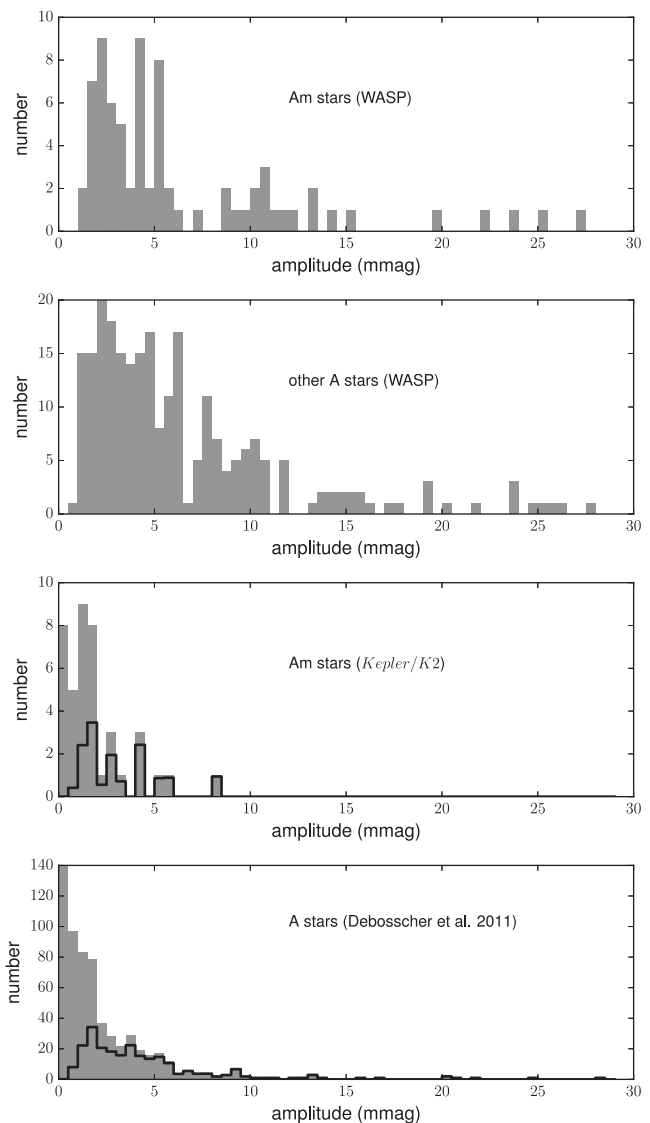 10
8
6
4
2
0
number
Am stars (WASP)
0 5 10 15 20 25 30
amplitude (mmag)
20
15
10
5
0
number
other A stars (WASP)
0 5 10 15 20 25 30
amplitude (mmag)
10
8
6
4
2
0
number
Am stars (Kepler/K2)
0 5 10 15 20 25 30
amplitude (mmag)
140
120
100
80
60
40
20
0
number
A stars (Debosscher et al. 2011)
0 5 10 15 20 25 30
amplitude (mmag)